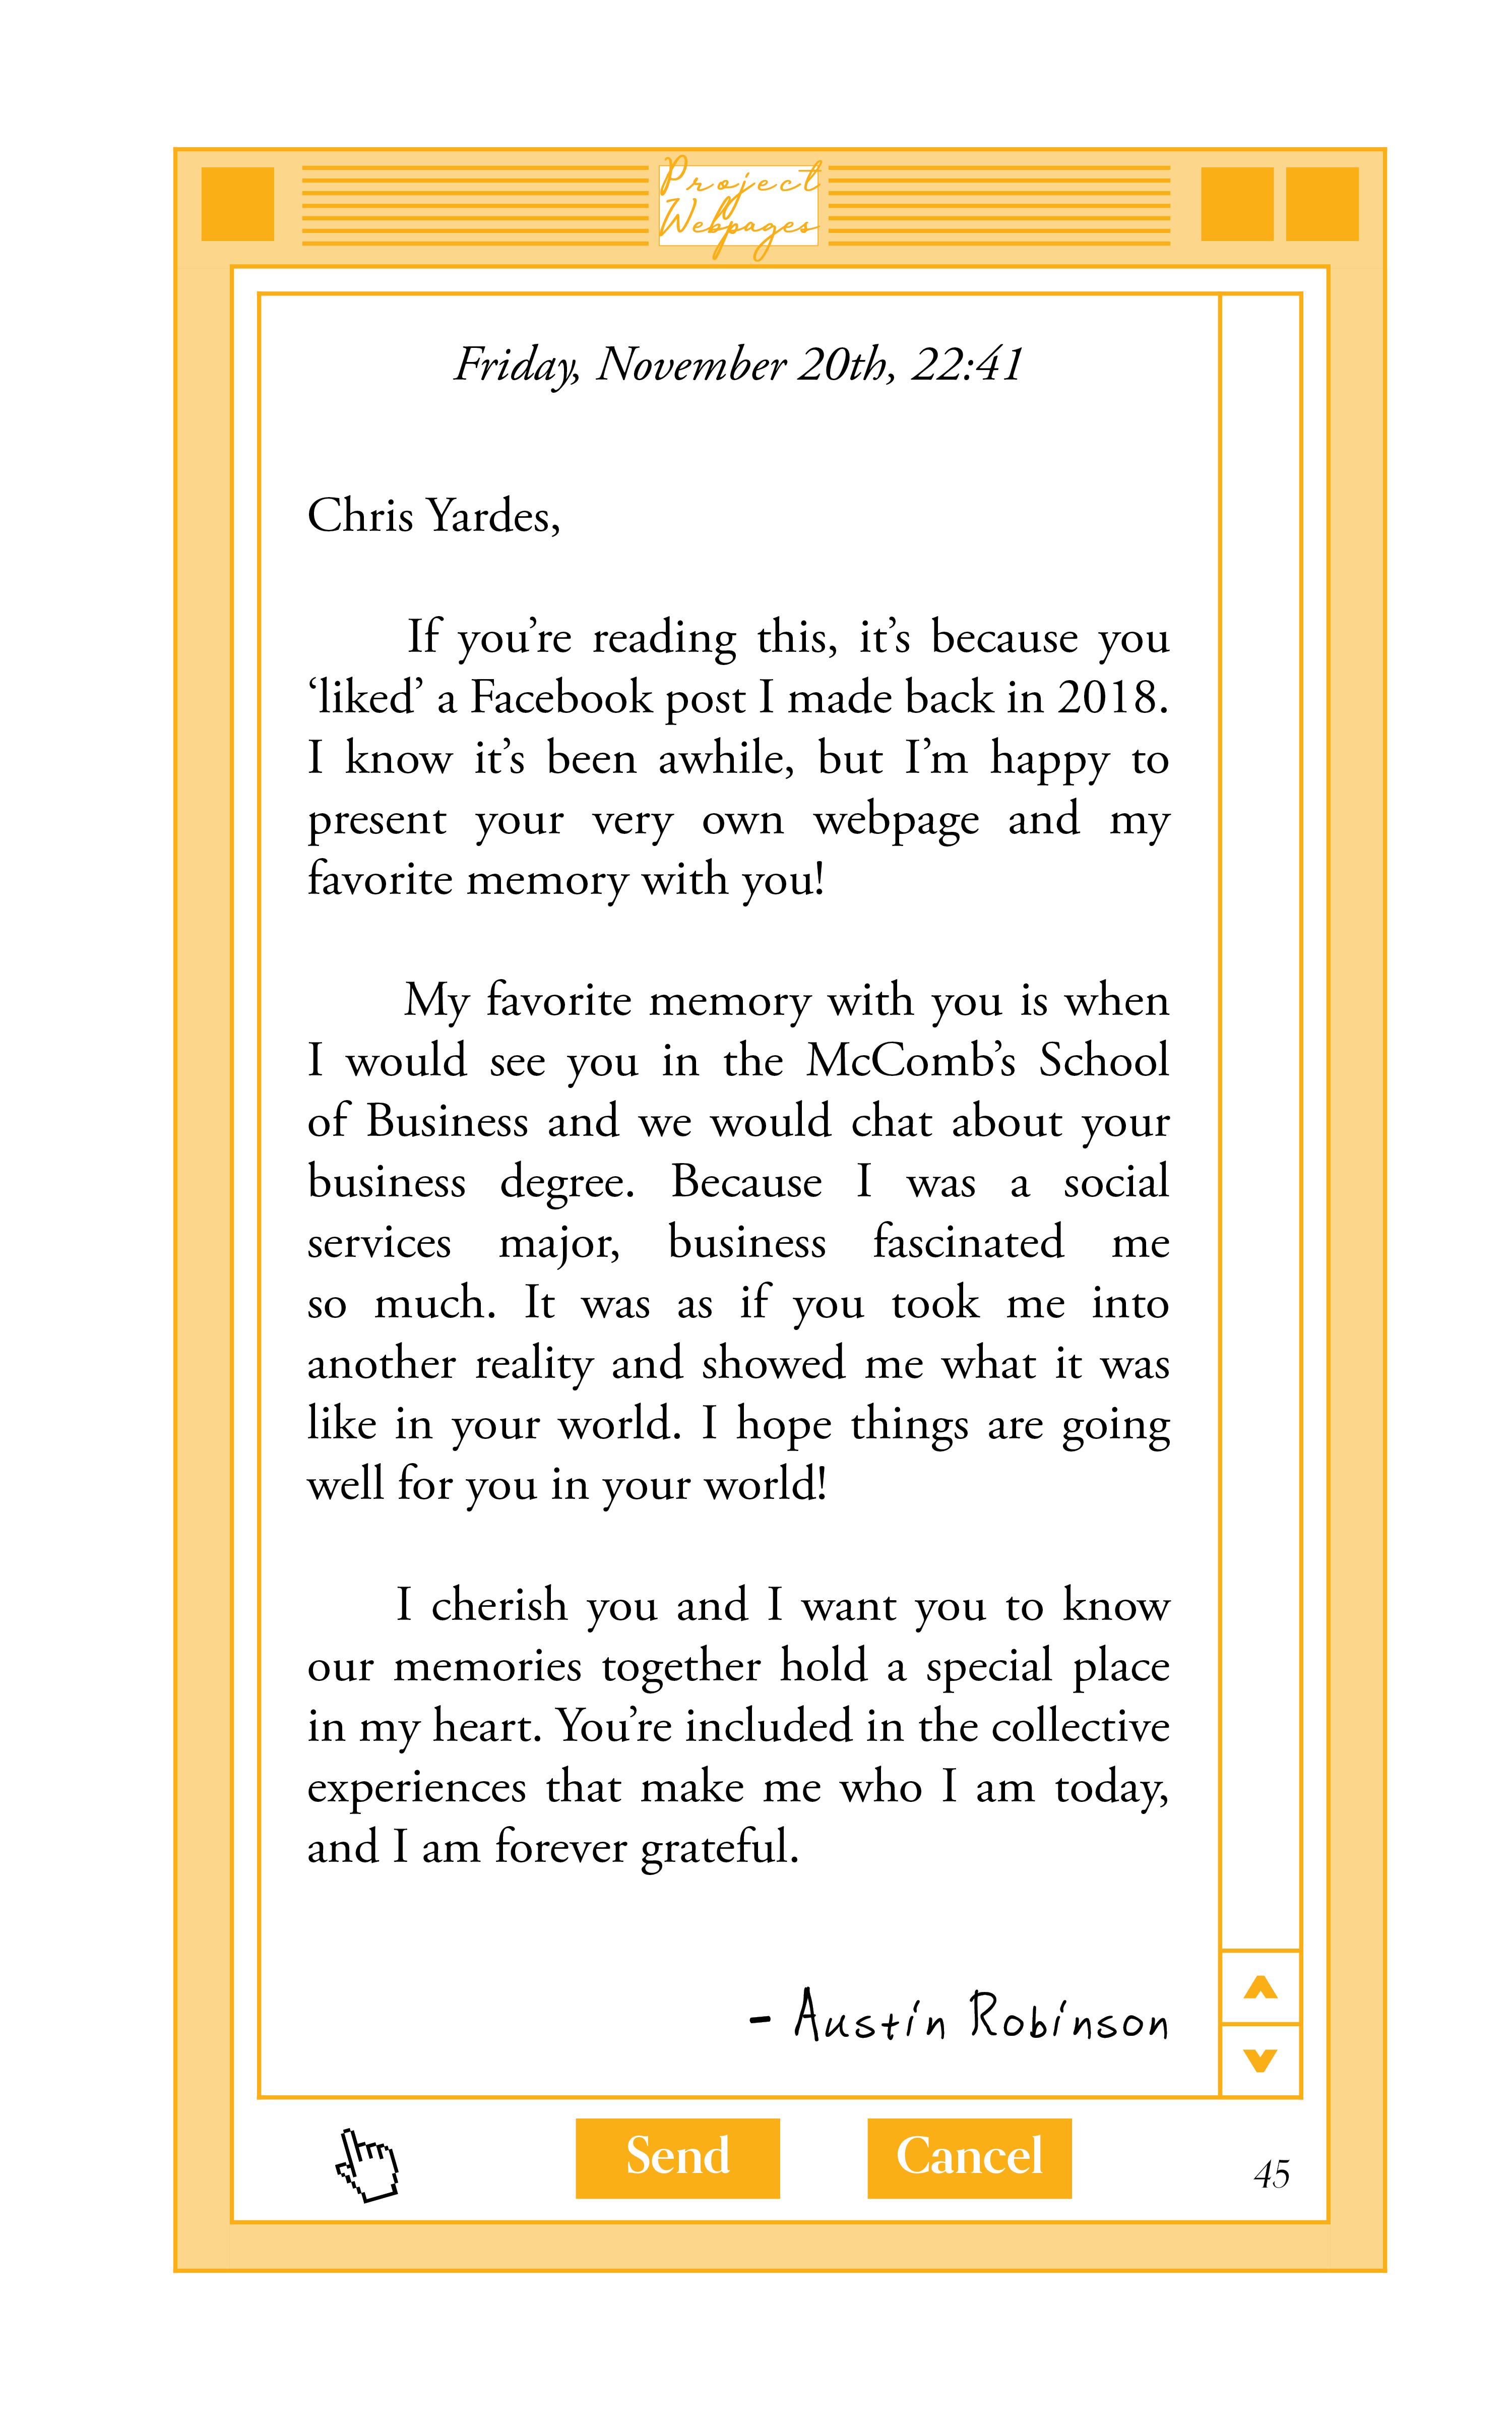 Project
Webpages
Friday, November 20th, 22:41
Chris Yardes,
If you’re reading this, it’s because you
‘liked’ a Facebook post I made back in 2018.
I know it’s been awhile, but I’m happy to
present your very own webpage and my
favorite memory with you!
My favorite memory with you is when
I would see you in the McComb’s School
of Business and we would chat about your
business degree. Because I was a social
services major, business fascinated me
so much. It was as if you took me into
another reality and showed me what it was
like in your world. I hope things are going
well for you in your world!
I cherish you and I want you to know
our memories together hold a special place
in my heart. You’re included in the collective
experiences that make me who I am today,
and I am forever grateful.
- Austin Robinson
Send Cancel
45